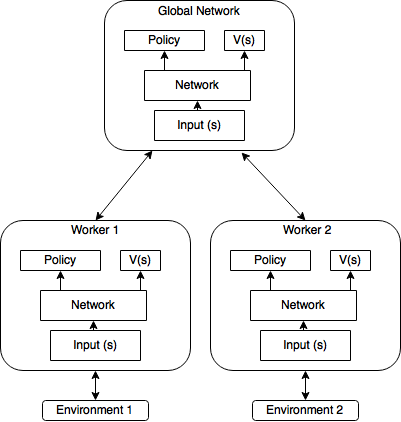 Global Network
Policy
V(s)
Network
Input (s)
Worker 1
Policy
V(s)
Network
Input (s)
Environment 1
Worker 2
Policy
V(s)
Network
Input (s)
Environment 2